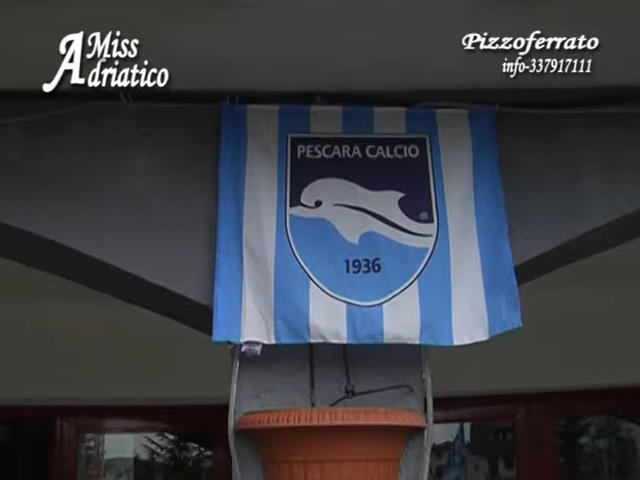 Miss
Adriatico
Pizzoferrato
info-337917111
PESCARA CALCIO
®
1936